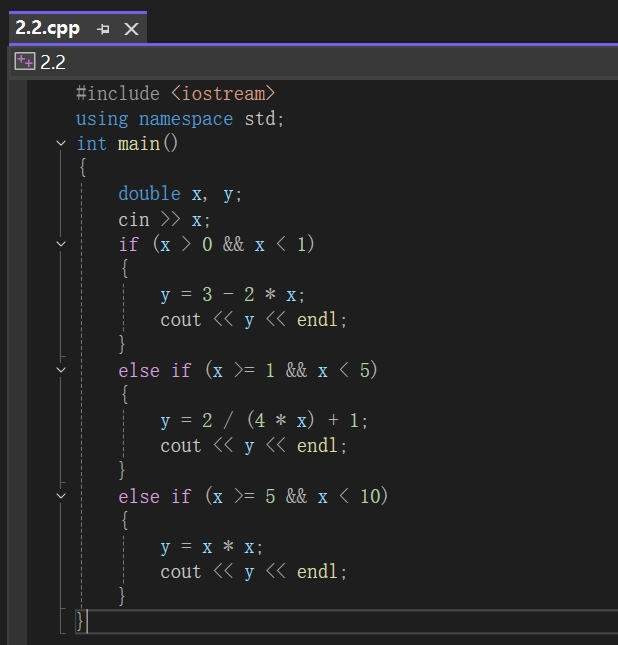 2.2.cpp
2.2
#include <iostream>
using namespace std;
int main()
{
    double x, y;
    cin >> x;
    if (x > 0 && x < 1)
    {
        y = 3 - 2 * x;
        cout << y << endl;
    }
    else if (x >= 1 && x < 5)
    {
        y = 2 / (4 * x) + 1;
        cout << y << endl;
    }
    else if (x >= 5 && x < 10)
    {
        y = x * x;
        cout << y << endl;
    }
}